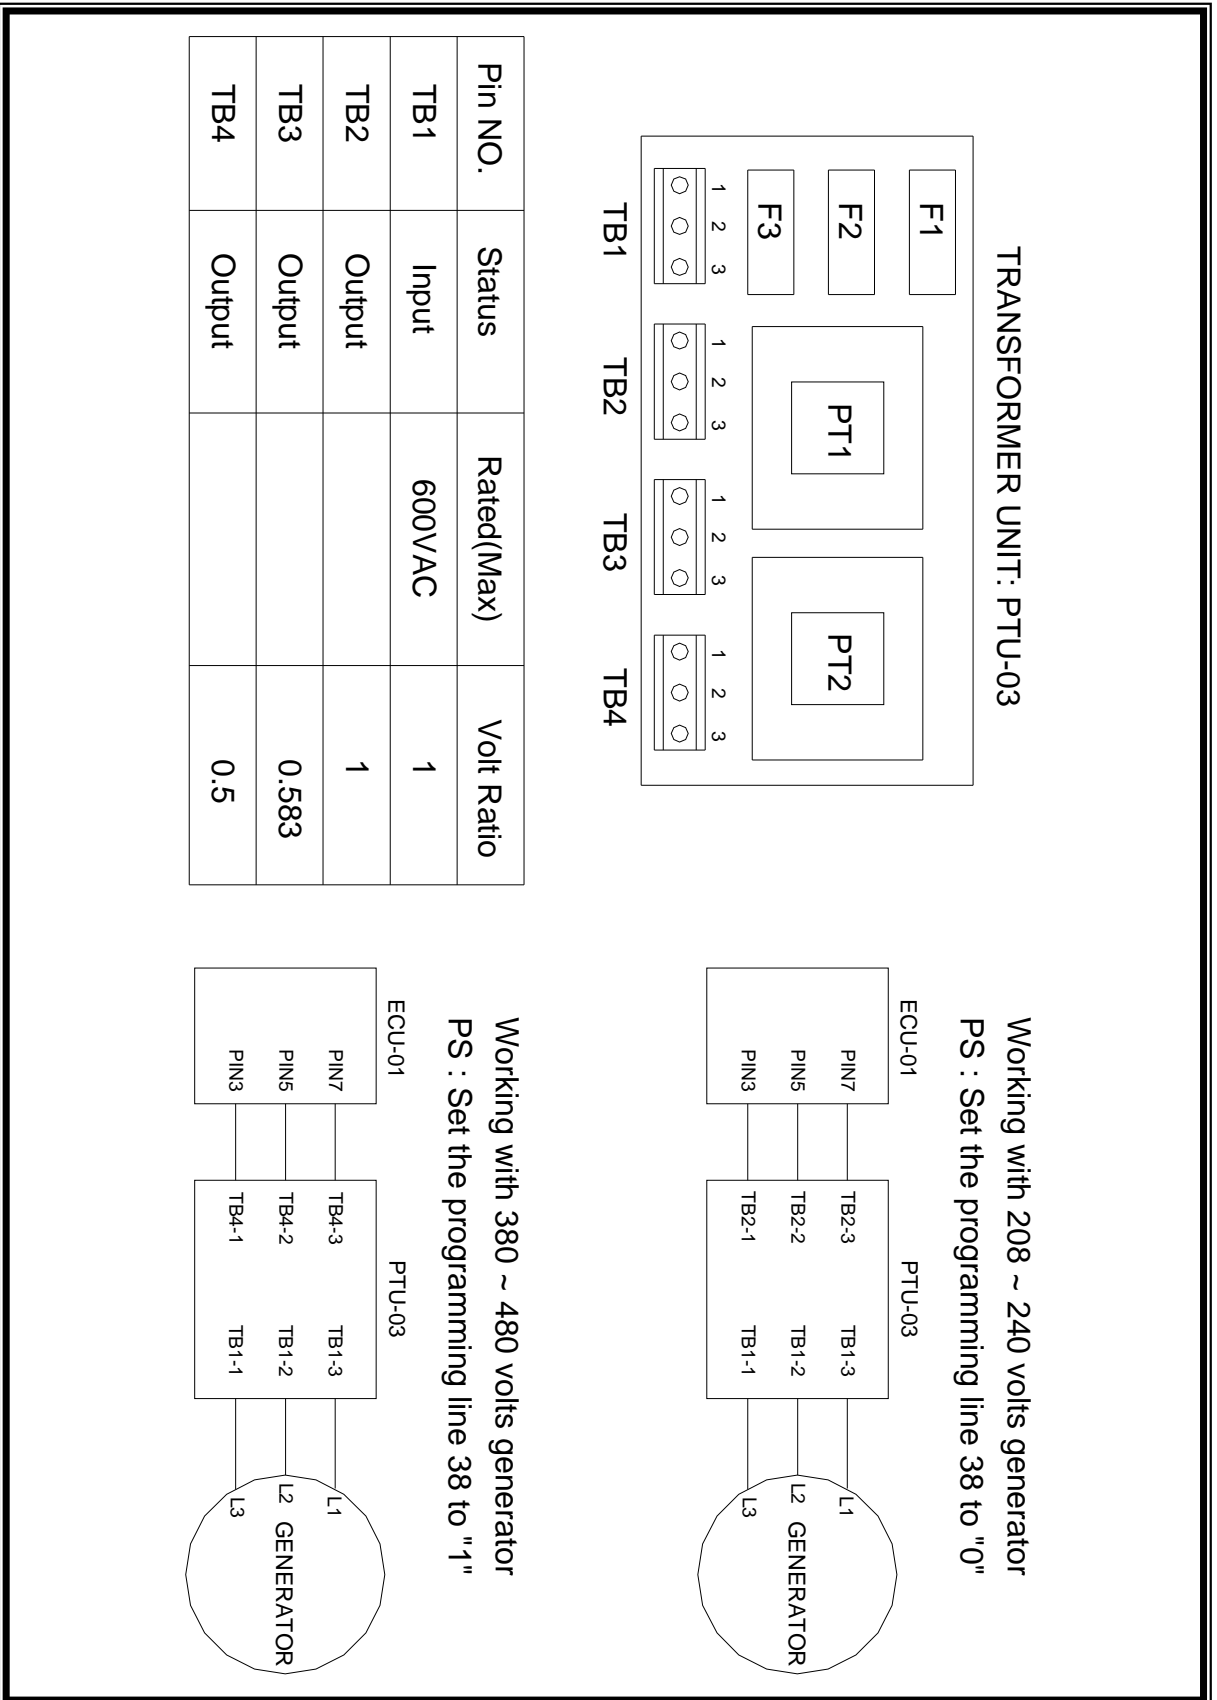 TRANSFORMER UNIT: PTU-03
F1
F2
F3
PT1
PT2
1 2 3
1 2 3
1 2 3
1 2 3
TB1
TB2
TB3
TB4
Pin NO. Status Rated(Max) Volt Ratio
TB1 Input 600VAC 1
TB2 Output 1
TB3 Output 0.583
TB4 Output 0.5
Working with 208 ~ 240 volts generator
PS : Set the programming line 38 to "0"
ECU-01 PTU-03
PIN7 TB2-3 TB1-3 L1
PIN5 TB2-2 TB1-2 L2 GENERATOR
PIN3 TB2-1 TB1-1 L3
Working with 380 ~ 480 volts generator
PS : Set the programming line 38 to "1"
ECU-01 PTU-03
PIN7 TB4-3 TB1-3 L1
PIN5 TB4-2 TB1-2 L2 GENERATOR
PIN3 TB4-1 TB1-1 L3